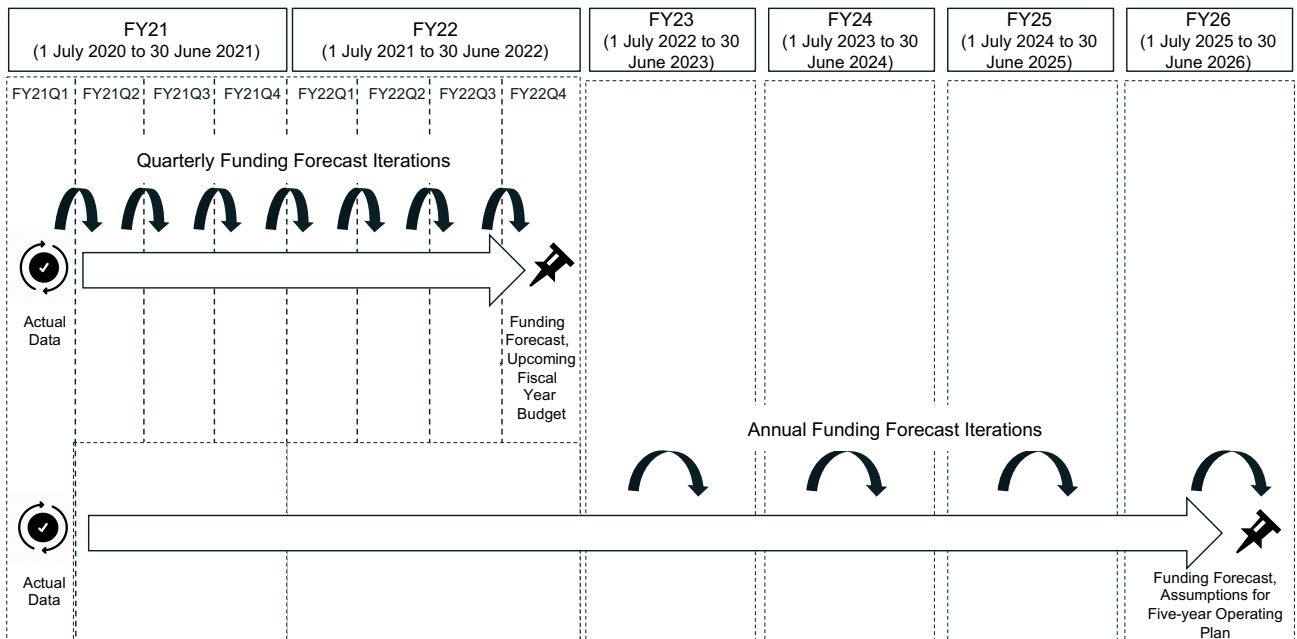 FY21
(1 July 2020 to 30 June 2021)
FY22
(1 July 2021 to 30 June 2022)
FY23
(1 July 2022 to 30
June 2023)
FY24
(1 July 2023 to 30
June 2024)
FY25
(1 July 2024 to 30
June 2025)
FY26
(1 July 2025 to 30
June 2026)
FY21Q1
FY21Q2
FY21Q3
FY21Q4
FY22Q1
FY22Q2
FY22Q3
FY22Q4
Quarterly Funding Forecast Iterations
Actual
Data
Funding
Forecast,
Upcoming
Fiscal
Year
Budget
Annual Funding Forecast Iterations
Actual
Data
Funding Forecast,
Assumptions for
Five-year Operating
Plan